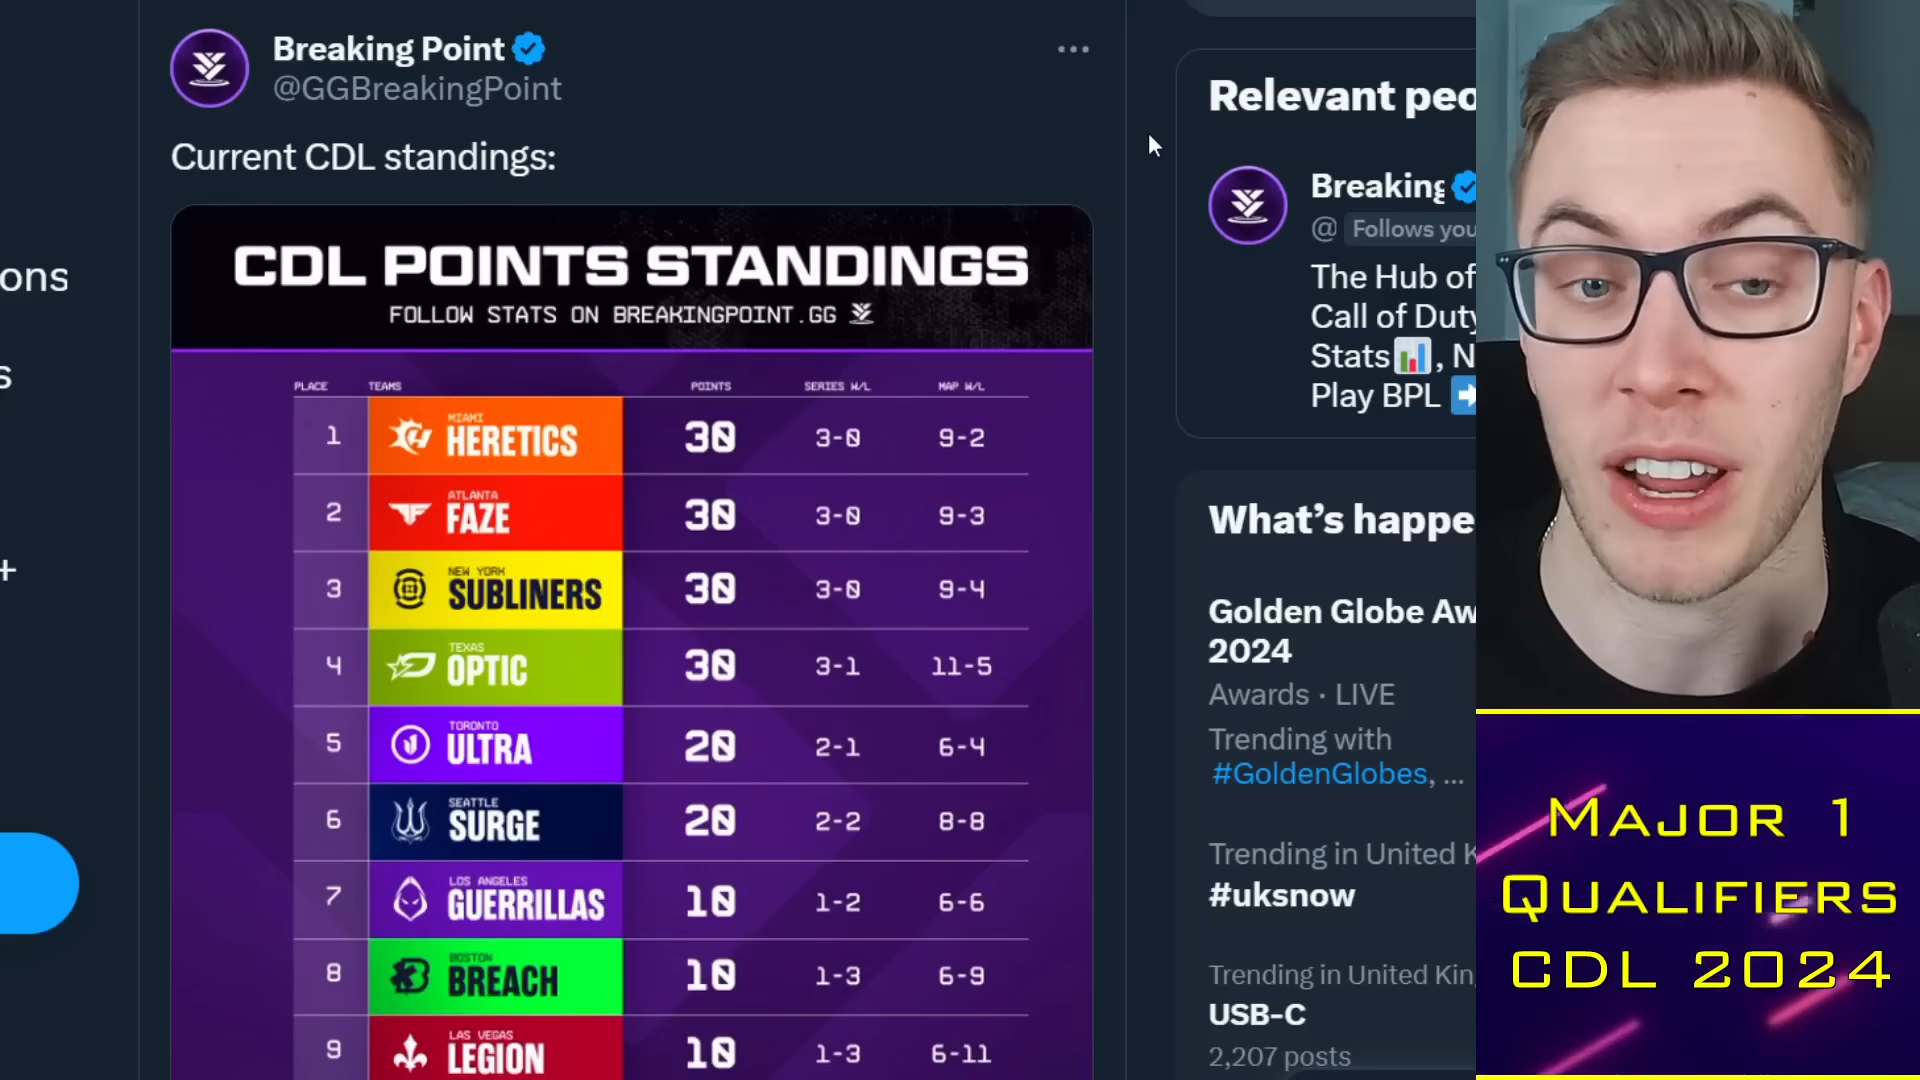 Breaking Point
@GGBreakingPoint
Current CDL standings:
CDL POINTS STANDINGS
FOLLOW STATS ON BREAKINGPOINT.GG
PLACE TEAMS POINTS SERIES W/L MAP W/L
1 MIAMI HERETICS 30 3-0 9-2
2 ATLANTA FAZE 30 3-0 9-3
3 NEW YORK SUBLINERS 30 3-0 9-4
4 TEXAS OPTIC 30 3-1 11-5
5 TORONTO ULTRA 20 2-1 6-4
6 SEATTLE SURGE 20 2-2 8-8
7 LOS ANGELES GUERRILLAS 10 1-2 6-6
8 BOSTON BREACH 10 1-3 6-9
9 LAS VEGAS LEGION 10 1-3 6-11
ons
s
+
Relevant peo
Breaking
@ Follows you
The Hub of
Call of Duty
Stats📊, N
Play BPL ➡
What's happe
Golden Globe Aw
2024
Awards · LIVE
Trending with
#GoldenGlobes, ...
Trending in United K
#uksnow
Trending in United Kin
USB-C
2,207 posts
MAJOR 1
QUALIFIERS
CDL 2024